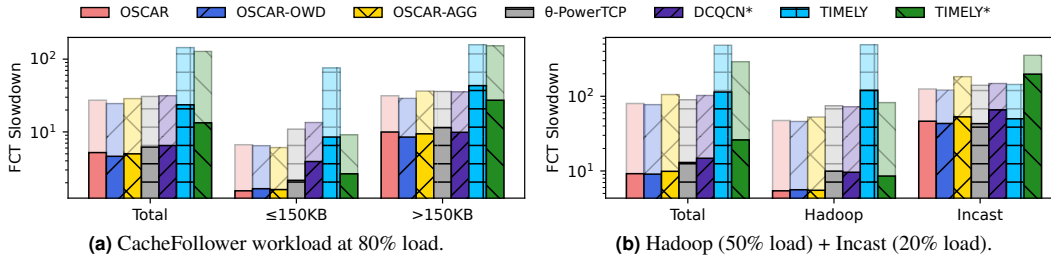 OSCAR OSCAR-OWD OSCAR-AGG θ-PowerTCP DCQCN* TIMELY TIMELY*
FCT Slowdown
10²
10¹
Total ≤150KB >150KB
(a) CacheFollower workload at 80% load.
FCT Slowdown
10³
10²
10¹
Total Hadoop Incast
(b) Hadoop (50% load) + Incast (20% load).